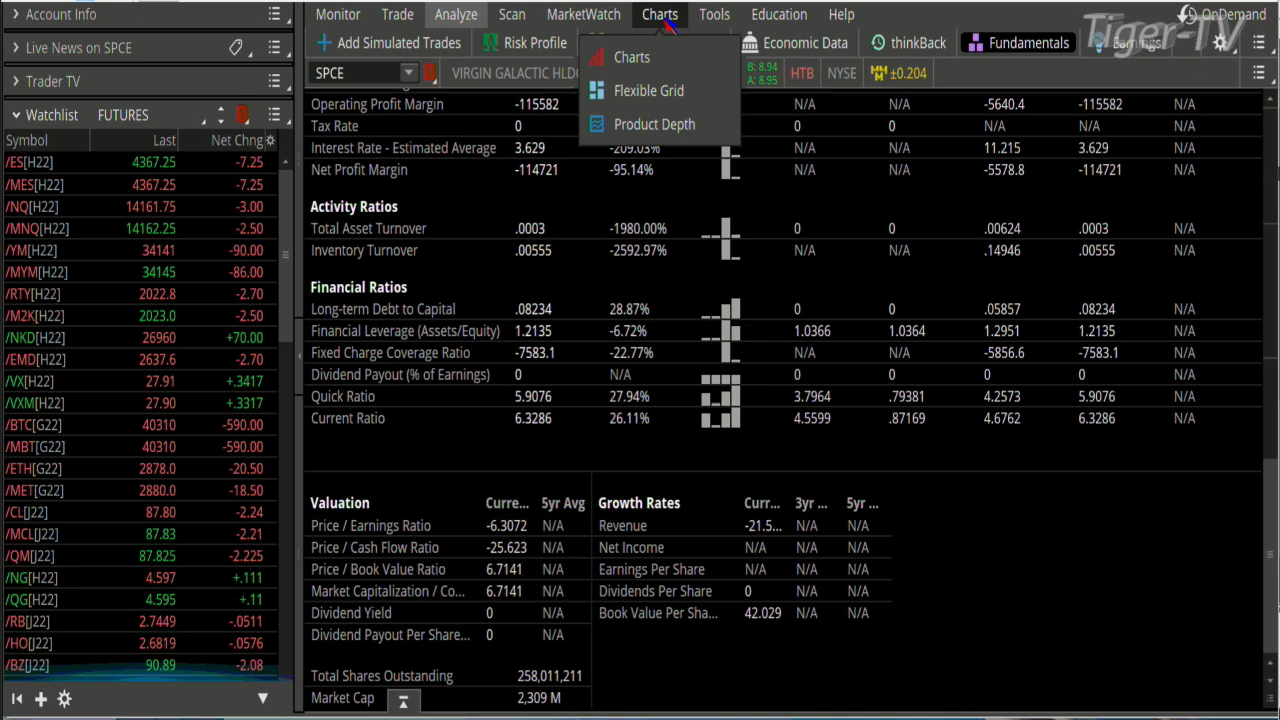 Account Info
Live News on SPCE
Trader TV
Watchlist FUTURES
Symbol Last Net Chng
/ES[H22] 4367.25 -7.25
/MES[H22] 4367.25 -7.25
/NQ[H22] 14161.75 -3.00
/MNQ[H22] 14162.25 -2.50
/YM[H22] 34141 -90.00
/MYM[H22] 34145 -86.00
/RTY[H22] 2022.8 -2.70
/M2K[H22] 2023.0 -2.50
/NKD[H22] 26960 +70.00
/EMD[H22] 2637.6 -2.70
/VX[H22] 27.91 +.3417
/VXM[H22] 27.90 +.3317
/BTC[G22] 40310 -590.00
/MBT[G22] 40310 -590.00
/ETH[G22] 2878.0 -20.50
/MET[G22] 2880.0 -18.50
/CL[J22] 87.80 -2.24
/MCL[J22] 87.83 -2.21
/QM[J22] 87.825 -2.225
/NG[H22] 4.597 +.111
/QG[H22] 4.595 +.11
/RB[H22] 2.7449 -.0511
/HO[H22] 2.6819 -.0576
/BZ[J22] 90.89 -2.08
Monitor Trade Analyze Scan MarketWatch Charts Tools Education Help
OnDemand
Tiger-TV
Add Simulated Trades Risk Profile Economic Data thinkBack Fundamentals Earnings
Charts
Flexible Grid
Product Depth
SPCE VIRGIN GALACTIC HLDG B: 8.94 A: 8.95 HTB NYSE ±0.204
Operating Profit Margin -115582 N/A N/A -5640.4 -115582 N/A
Tax Rate 0 0 0 N/A N/A N/A
Interest Rate - Estimated Average 3.629 -209.03% N/A N/A 11.215 3.629 N/A
Net Profit Margin -114721 -95.14% N/A N/A -5578.8 -114721 N/A
Activity Ratios
Total Asset Turnover .0003 -1980.00% 0 0 .00624 .0003 N/A
Inventory Turnover .00555 -2592.97% N/A N/A .14946 .00555 N/A
Financial Ratios
Long-term Debt to Capital .08234 28.87% 0 0 .05857 .08234 N/A
Financial Leverage (Assets/Equity) 1.2135 -6.72% 1.0366 1.0364 1.2951 1.2135 N/A
Fixed Charge Coverage Ratio -7583.1 -22.77% N/A N/A -5856.6 -7583.1 N/A
Dividend Payout (% of Earnings) 0 N/A 0 0 0 0 N/A
Quick Ratio 5.9076 27.94% 3.7964 .79381 4.2573 5.9076 N/A
Current Ratio 6.3286 26.11% 4.5599 .87169 4.6762 6.3286 N/A
Valuation Curre... 5yr Avg
Price / Earnings Ratio -6.3072 N/A
Price / Cash Flow Ratio -25.623 N/A
Price / Book Value Ratio 6.7141 N/A
Market Capitalization / Co... 6.7141 N/A
Dividend Yield 0 N/A
Dividend Payout Per Share... 0 N/A
Total Shares Outstanding 258,011,211
Market Cap 2,309 M
Growth Rates Curr... 3yr ... 5yr ...
Revenue -21.5... N/A N/A
Net Income N/A N/A N/A
Earnings Per Share N/A N/A N/A
Dividends Per Share 0 N/A N/A
Book Value Per Sha... 42.029 N/A N/A